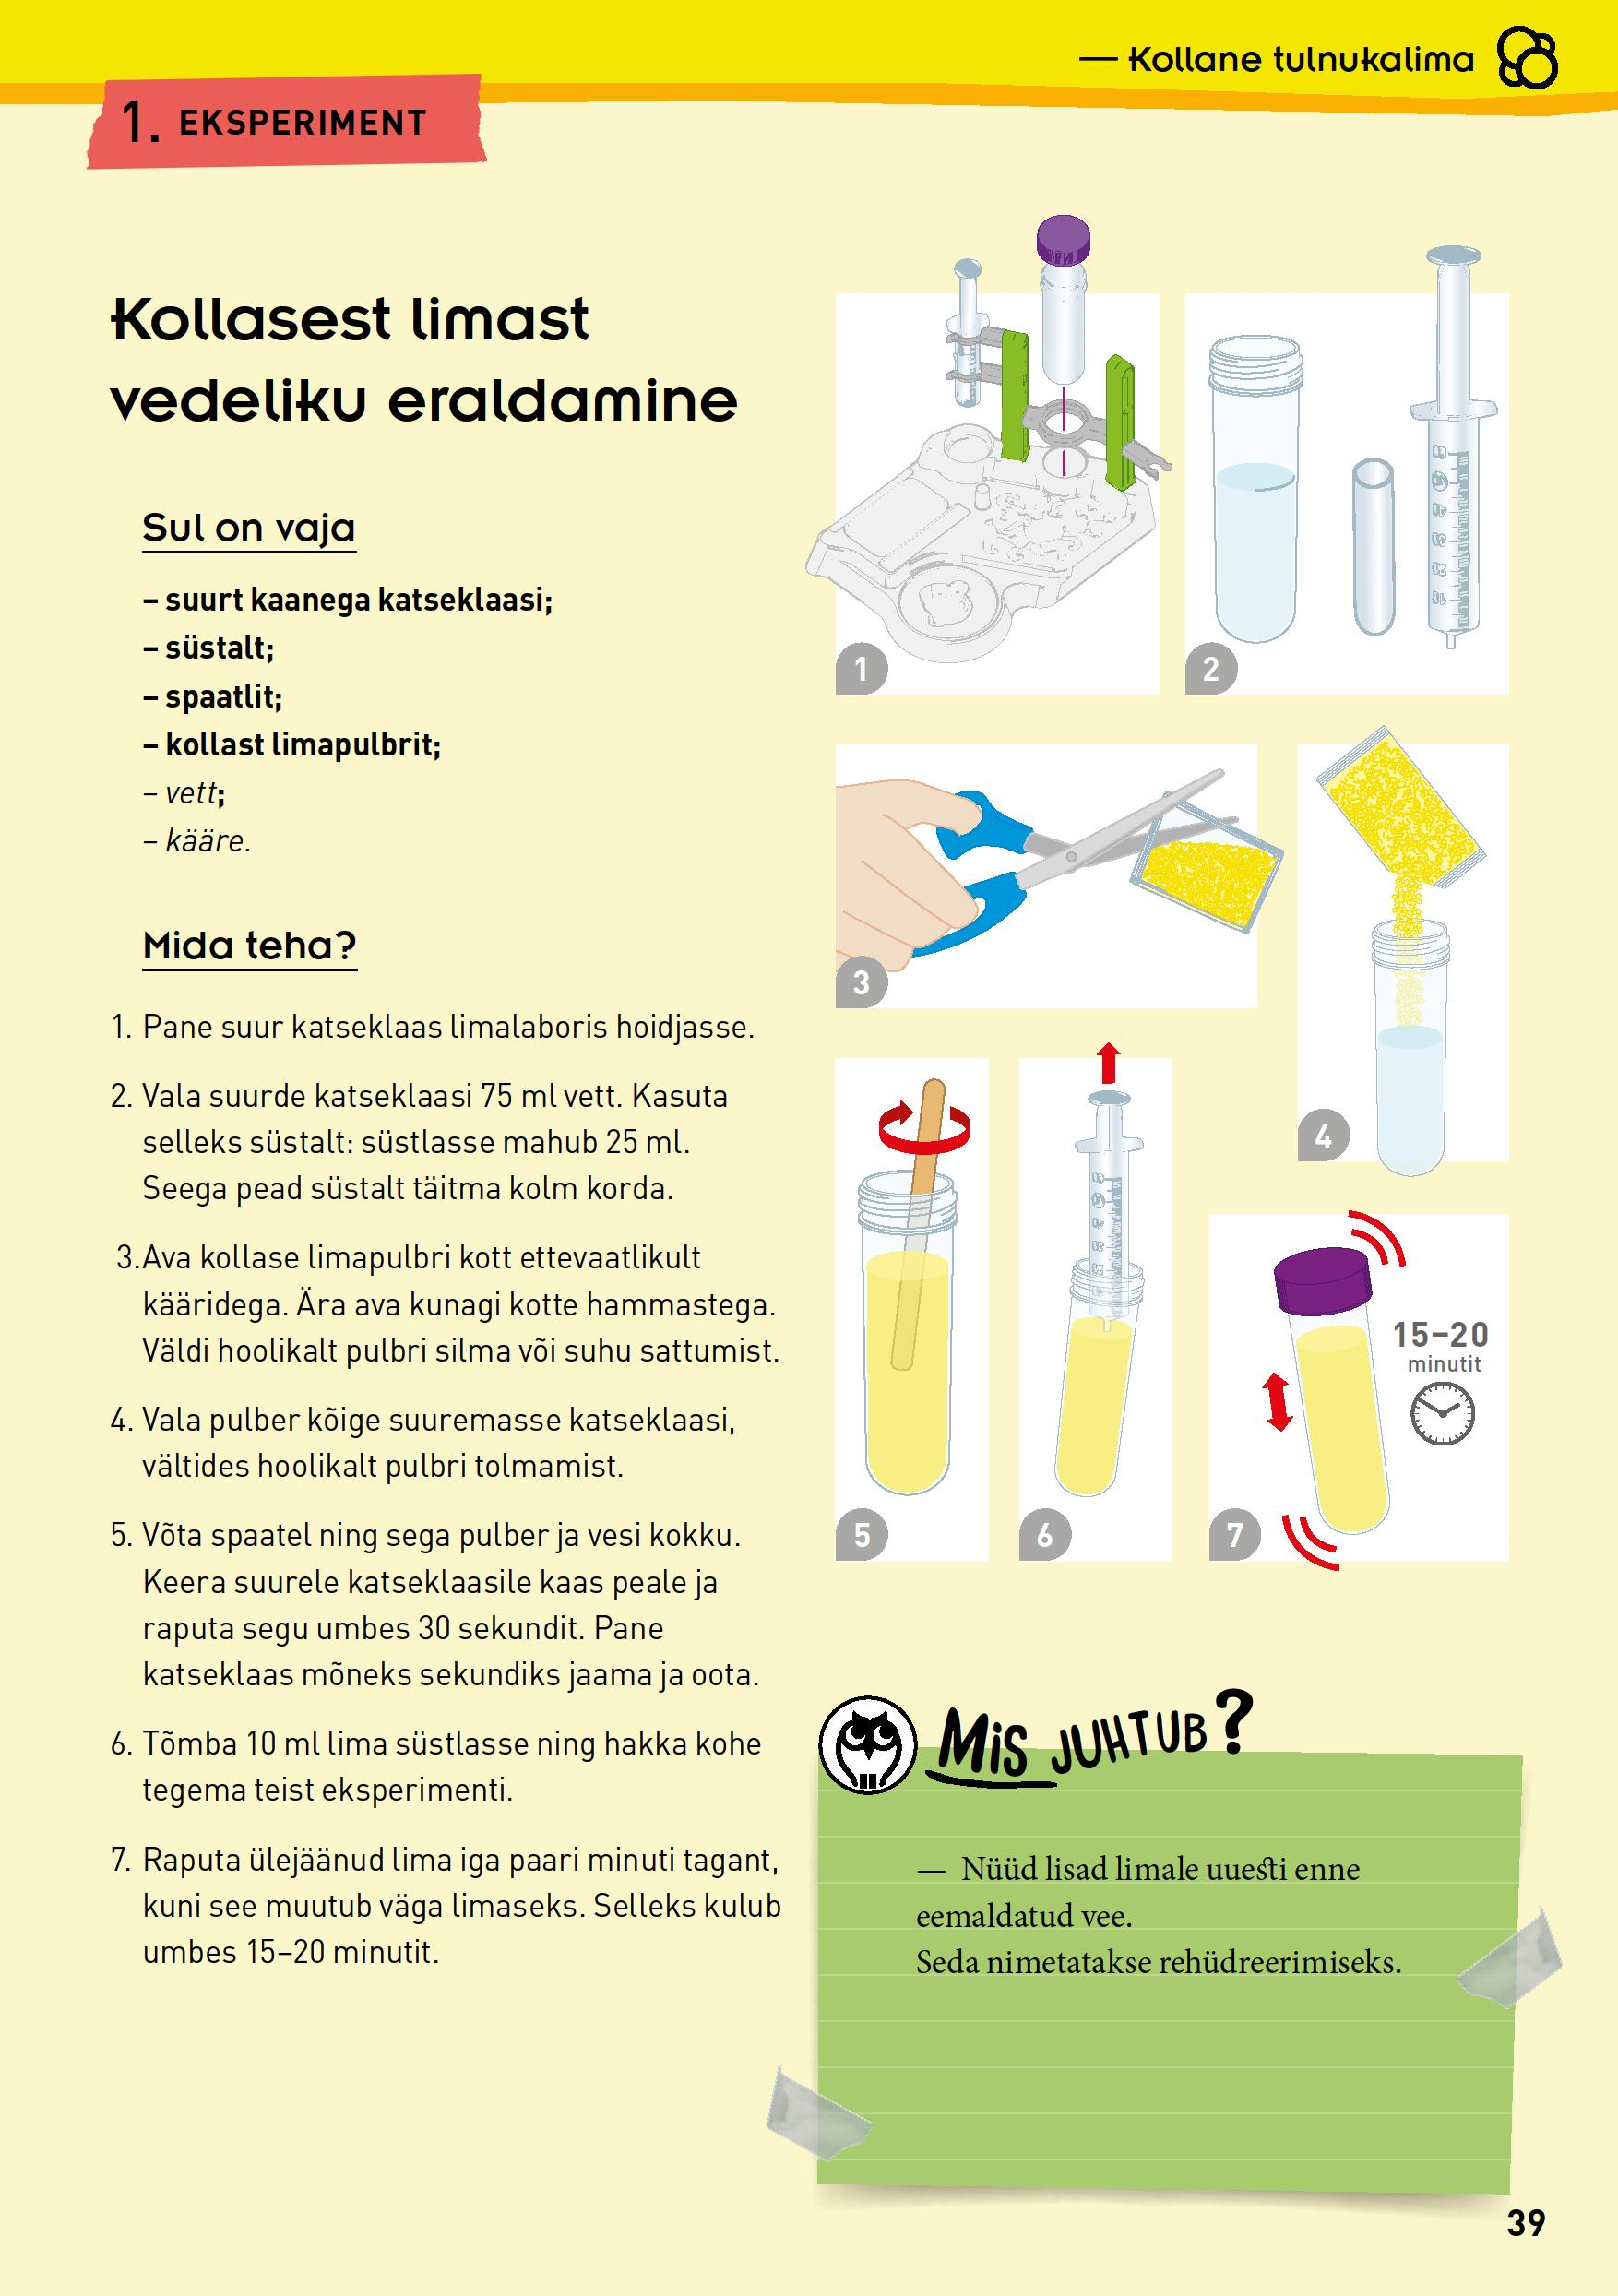 — Kollane tulnukalima
1. EKSPERIMENT
Kollasest limast
vedeliku eraldamine
Sul on vaja
– suurt kaanega katseklaasi;
– süstalt;
– spaatlit;
– kollast limapulbrit;
– vett;
– kääre.
Mida teha?
1. Pane suur katseklaas limalaboris hoidjasse.
2. Vala suurde katseklaasi 75 ml vett. Kasuta
selleks süstalt: süstlasse mahub 25 ml.
Seega pead süstalt täitma kolm korda.
3.Ava kollase limapulbri kott ettevaatlikult
kääridega. Ära ava kunagi kotte hammastega.
Väldi hoolikalt pulbri silma või suhu sattumist.
4. Vala pulber kõige suuremasse katseklaasi,
vältides hoolikalt pulbri tolmamist.
5. Võta spaatel ning sega pulber ja vesi kokku.
Keera suurele katseklaasile kaas peale ja
raputa segu umbes 30 sekundit. Pane
katseklaas mõneks sekundiks jaama ja oota.
6. Tõmba 10 ml lima süstlasse ning hakka kohe
tegema teist eksperimenti.
7. Raputa ülejäänud lima iga paari minuti tagant,
kuni see muutub väga limaseks. Selleks kulub
umbes 15–20 minutit.
1
2
3
4
5
6
7
15–20
minutit
Mis JUHTUB?
— Nüüd lisad limale uuesti enne
eemaldatud vee.
Seda nimetatakse rehüdreerimiseks.
39